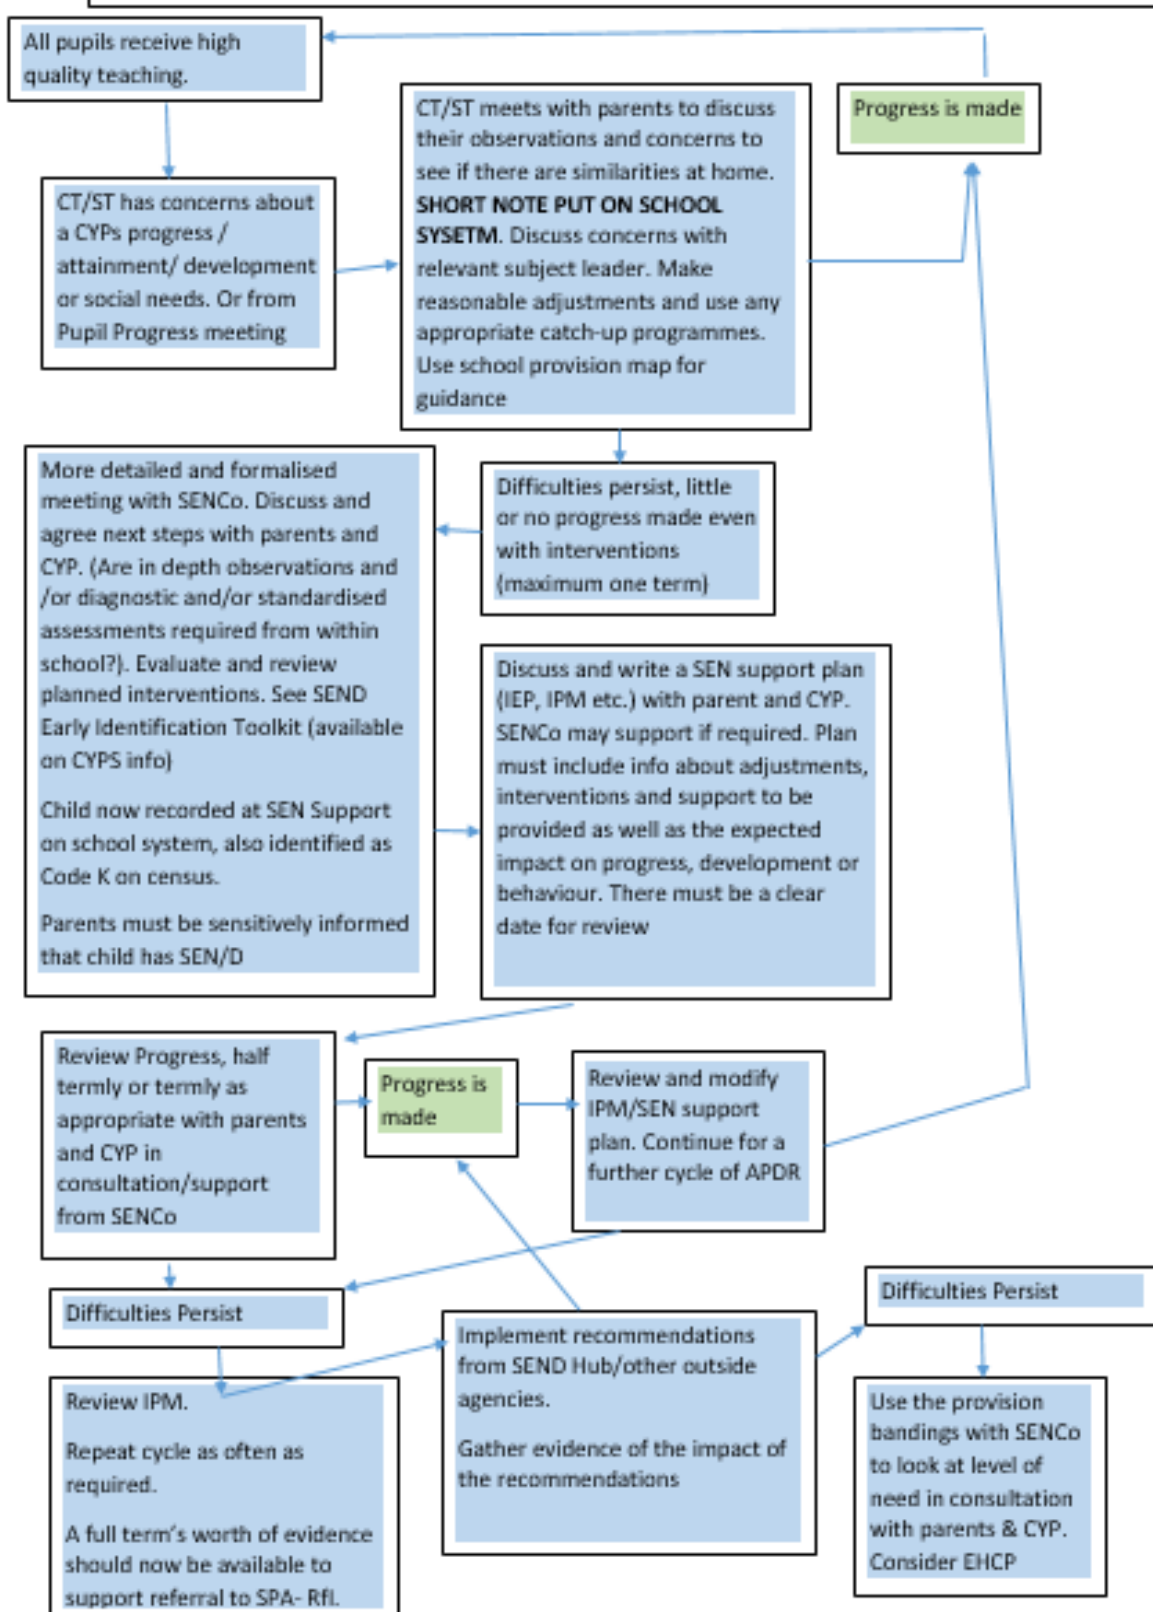 All pupils receive high
quality teaching.
Progress is made
CT/ST meets with parents to discuss
their observations and concerns to
see if there are similarities at home.
SHORT NOTE PUT ON SCHOOL
SYSETM. Discuss concerns with
relevant subject leader. Make
reasonable adjustments and use any
appropriate catch-up programmes.
Use school provision map for
guidance
CT/ST has concerns about
a CYPs progress /
attainment/ development
or social needs. Or from
Pupil Progress meeting
Difficulties persist, little
or no progress made even
with interventions
(maximum one term)
More detailed and formalised
meeting with SENCo. Discuss and
agree next steps with parents and
CYP. (Are in depth observations and
/or diagnostic and/or standardised
assessments required from within
school?). Evaluate and review
planned interventions. See SEND
Early Identification Toolkit (available
on CYPS info)
Child now recorded at SEN Support
on school system, also identified as
Code K on census.
Parents must be sensitively informed
that child has SEN/D
Discuss and write a SEN support plan
(IEP, IPM etc.) with parent and CYP.
SENCo may support if required. Plan
must include info about adjustments,
interventions and support to be
provided as well as the expected
impact on progress, development or
behaviour. There must be a clear
date for review
Review Progress, half
termly or termly as
appropriate with parents
and CYP in
consultation/support
from SENCo
Progress is
made
Review and modify
IPM/SEN support
plan. Continue for a
further cycle of APDR
Difficulties Persist
Review IPM.
Repeat cycle as often as
required.
A full term's worth of evidence
should now be available to
support referral to SPA- RfI.
Implement recommendations
from SEND Hub/other outside
agencies.
Gather evidence of the impact of
the recommendations
Difficulties Persist
Use the provision
bandings with SENCo
to look at level of
need in consultation
with parents & CYP.
Consider EHCP